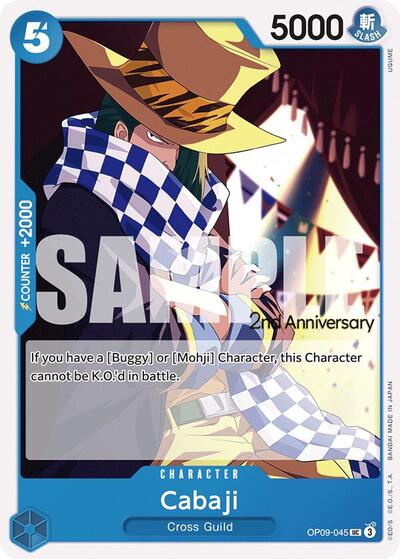 5
5000
斬
SLASH
UGUME
COUNTER +2000
SAMPLE
2nd Anniversary
If you have a [Buggy] or [Mohji] Character, this Character
cannot be K.O.'d in battle.
CHARACTER
Cabaji
Cross Guild
OP09-045 UC 3
©E.O./S. ©E.O./S., T.A. BANDAI MADE IN JAPAN